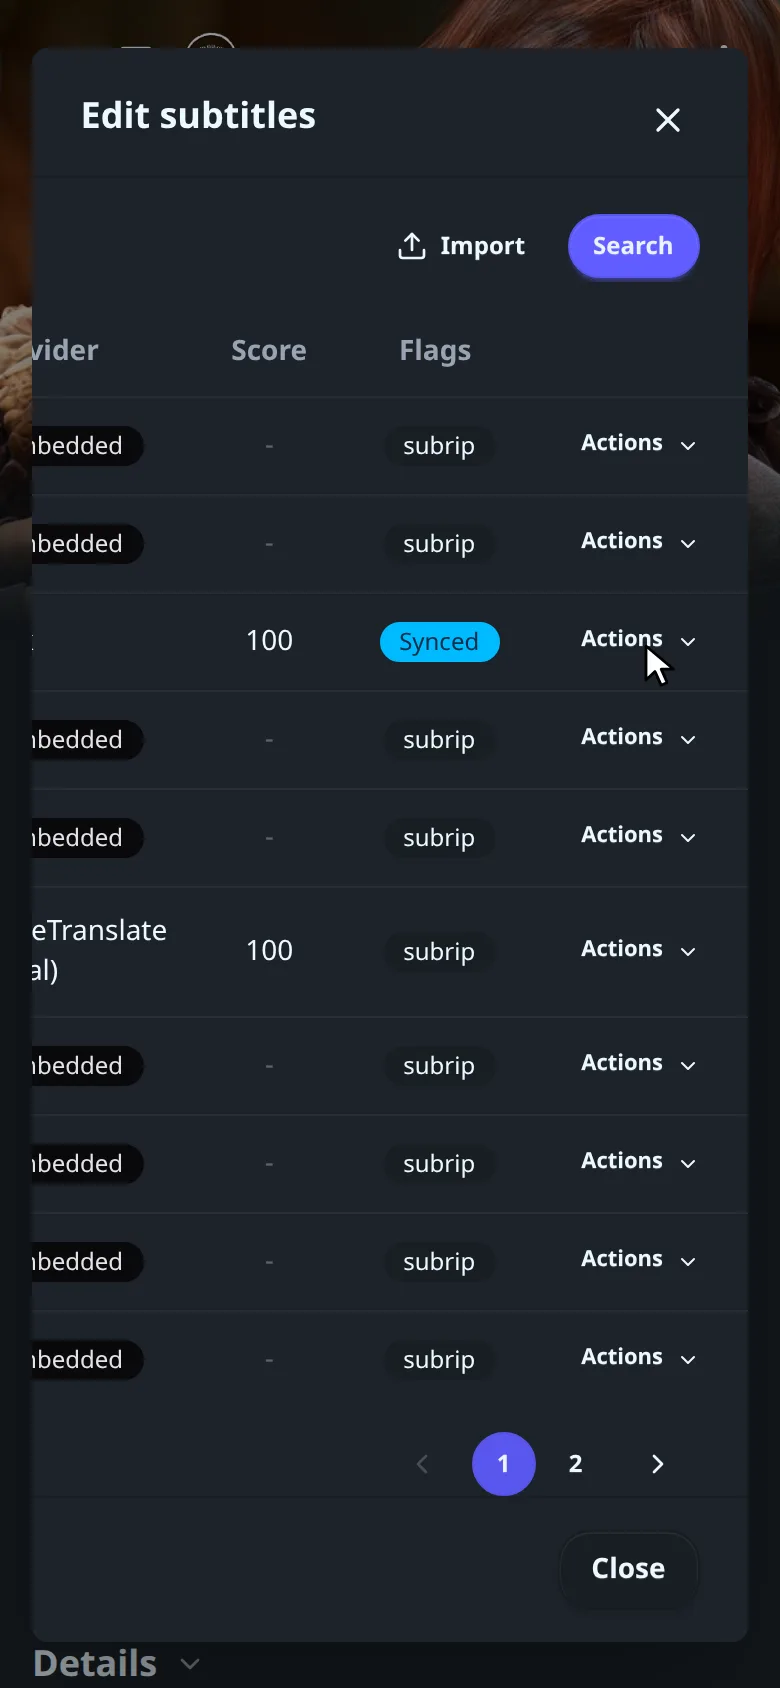 Edit subtitles
Import
Search
vider Score Flags
bedded - subrip Actions
bedded - subrip Actions
100 Synced Actions
bedded - subrip Actions
bedded - subrip Actions
eTranslate
al) 100 subrip Actions
bedded - subrip Actions
bedded - subrip Actions
bedded - subrip Actions
bedded - subrip Actions
1 2
Close
Details